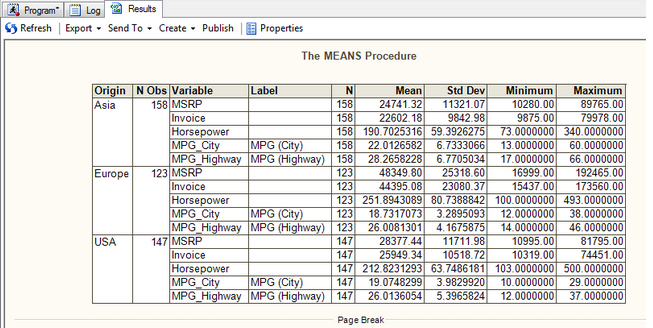 Program* Log Results
Refresh Export Send To Create Publish Properties
The MEANS Procedure
Origin N Obs Variable Label N Mean Std Dev Minimum Maximum
Asia 158 MSRP 158 24741.32 11321.07 10280.00 89765.00
Invoice 158 22602.18 9842.98 9875.00 79978.00
Horsepower 158 190.7025316 59.3926275 73.0000000 340.0000000
MPG_City MPG (City) 158 22.0126582 6.7333066 13.0000000 60.0000000
MPG_Highway MPG (Highway) 158 28.2658228 6.7705034 17.0000000 66.0000000
Europe 123 MSRP 123 48349.80 25318.60 16999.00 192465.00
Invoice 123 44395.08 23080.37 15437.00 173560.00
Horsepower 123 251.8943089 80.7388842 100.0000000 493.0000000
MPG_City MPG (City) 123 18.7317073 3.2895093 12.0000000 38.0000000
MPG_Highway MPG (Highway) 123 26.0081301 4.1675875 14.0000000 46.0000000
USA 147 MSRP 147 28377.44 11711.98 10995.00 81795.00
Invoice 147 25949.34 10518.72 10319.00 74451.00
Horsepower 147 212.8231293 63.7486181 103.0000000 500.0000000
MPG_City MPG (City) 147 19.0748299 3.9829920 10.0000000 29.0000000
MPG_Highway MPG (Highway) 147 26.0136054 5.3965824 12.0000000 37.0000000
Page Break